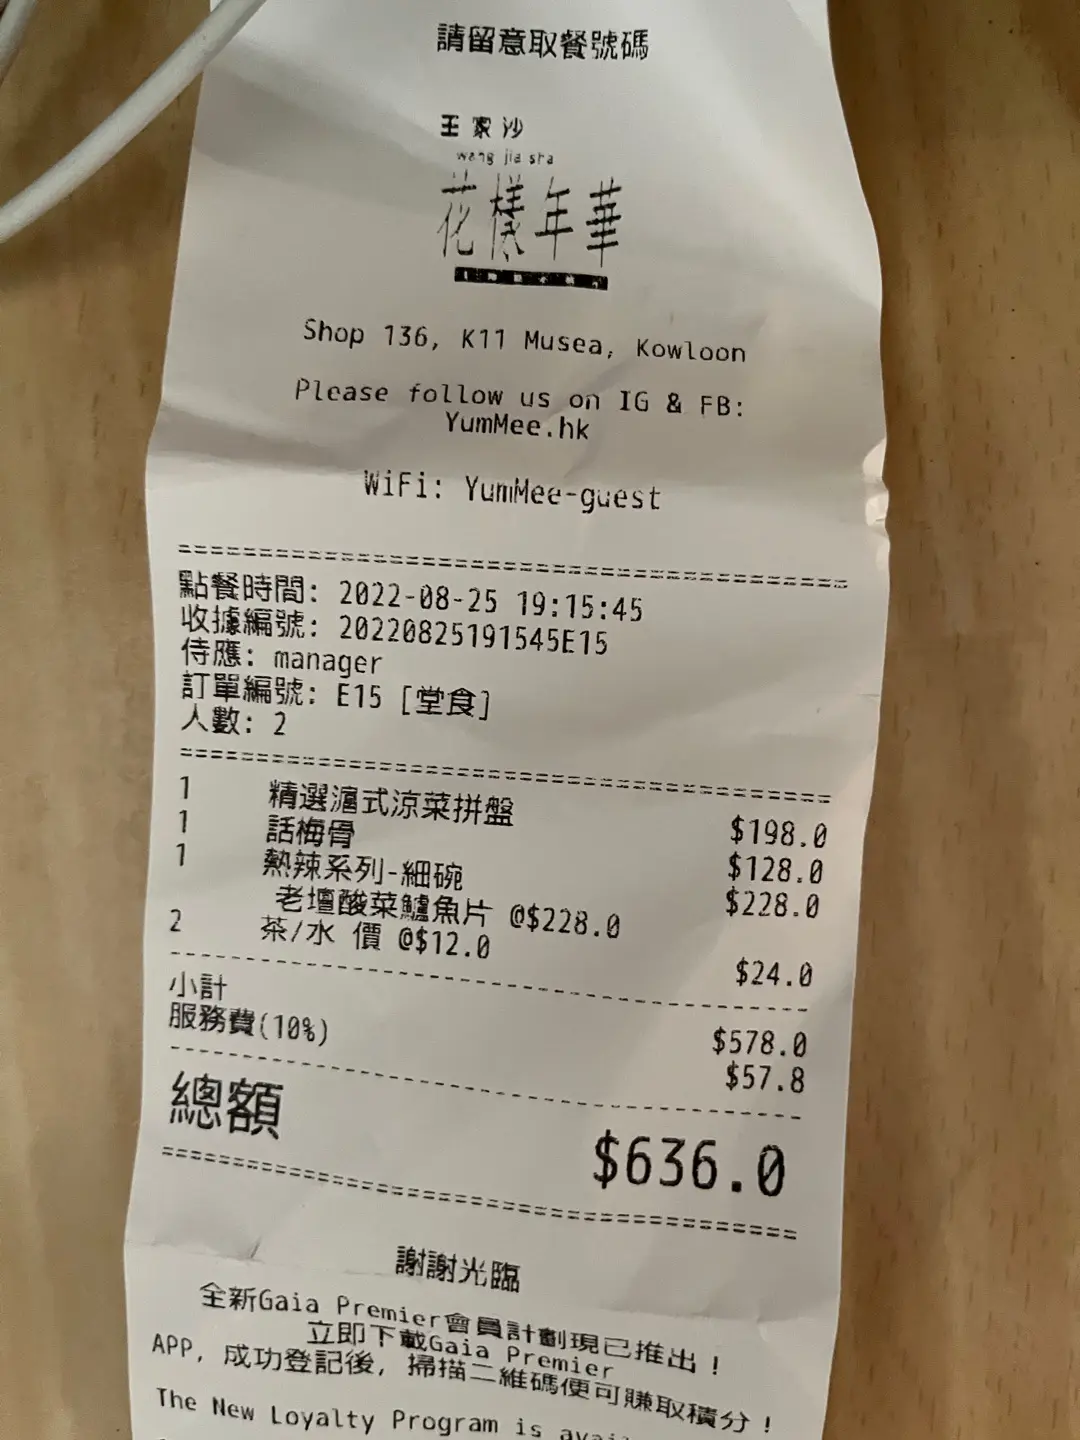 請留意取餐號碼
王家沙
wang jia sha
花樣年華
Shop 136, K11 Musea, Kowloon
Please follow us on IG & FB:
YumMee.hk
WiFi: YumMee-guest
點餐時間: 2022-08-25 19:15:45
收據編號: 20220825191545E15
侍應: manager
訂單編號: E15 [堂食]
人數: 2
1 精選滬式涼菜拼盤 $198.0
1 話梅骨 $128.0
1 熱辣系列-細碗 $228.0
老壇酸菜鱸魚片 @$228.0
2 茶/水 價 @$12.0 $24.0
小計 $578.0
服務費(10%) $57.8
總額 $636.0
謝謝光臨
全新Gaia Premier會員計劃現已推出!
立即下載Gaia Premier
APP, 成功登記後, 掃描二維碼便可賺取積分!
The New Loyalty Program is